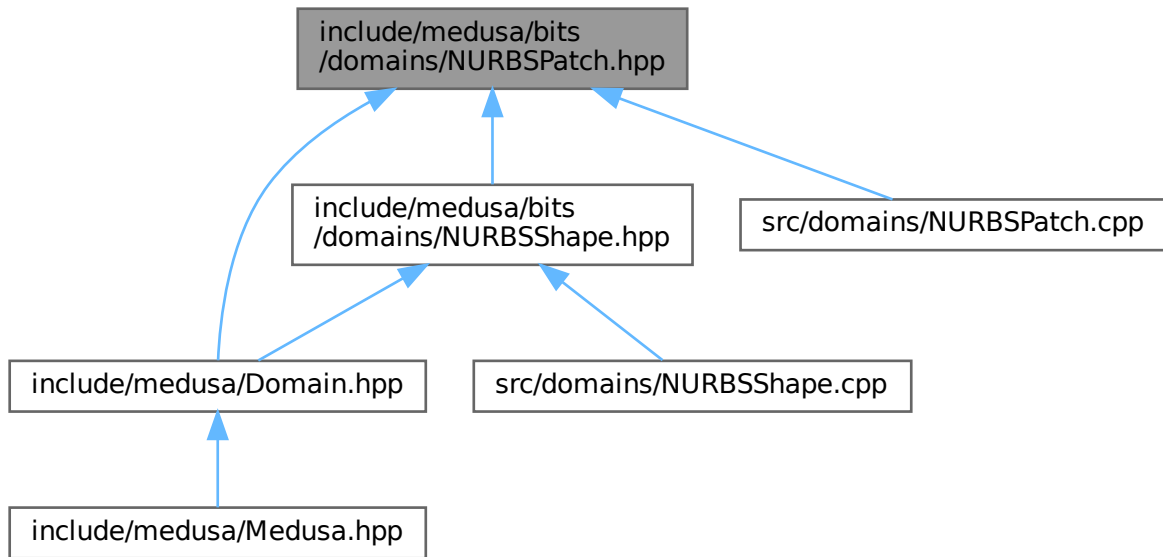 include/medusa/bits
/domains/NURBSPatch.hpp
include/medusa/bits
/domains/NURBSShape.hpp
src/domains/NURBSPatch.cpp
include/medusa/Domain.hpp
src/domains/NURBSShape.cpp
include/medusa/Medusa.hpp